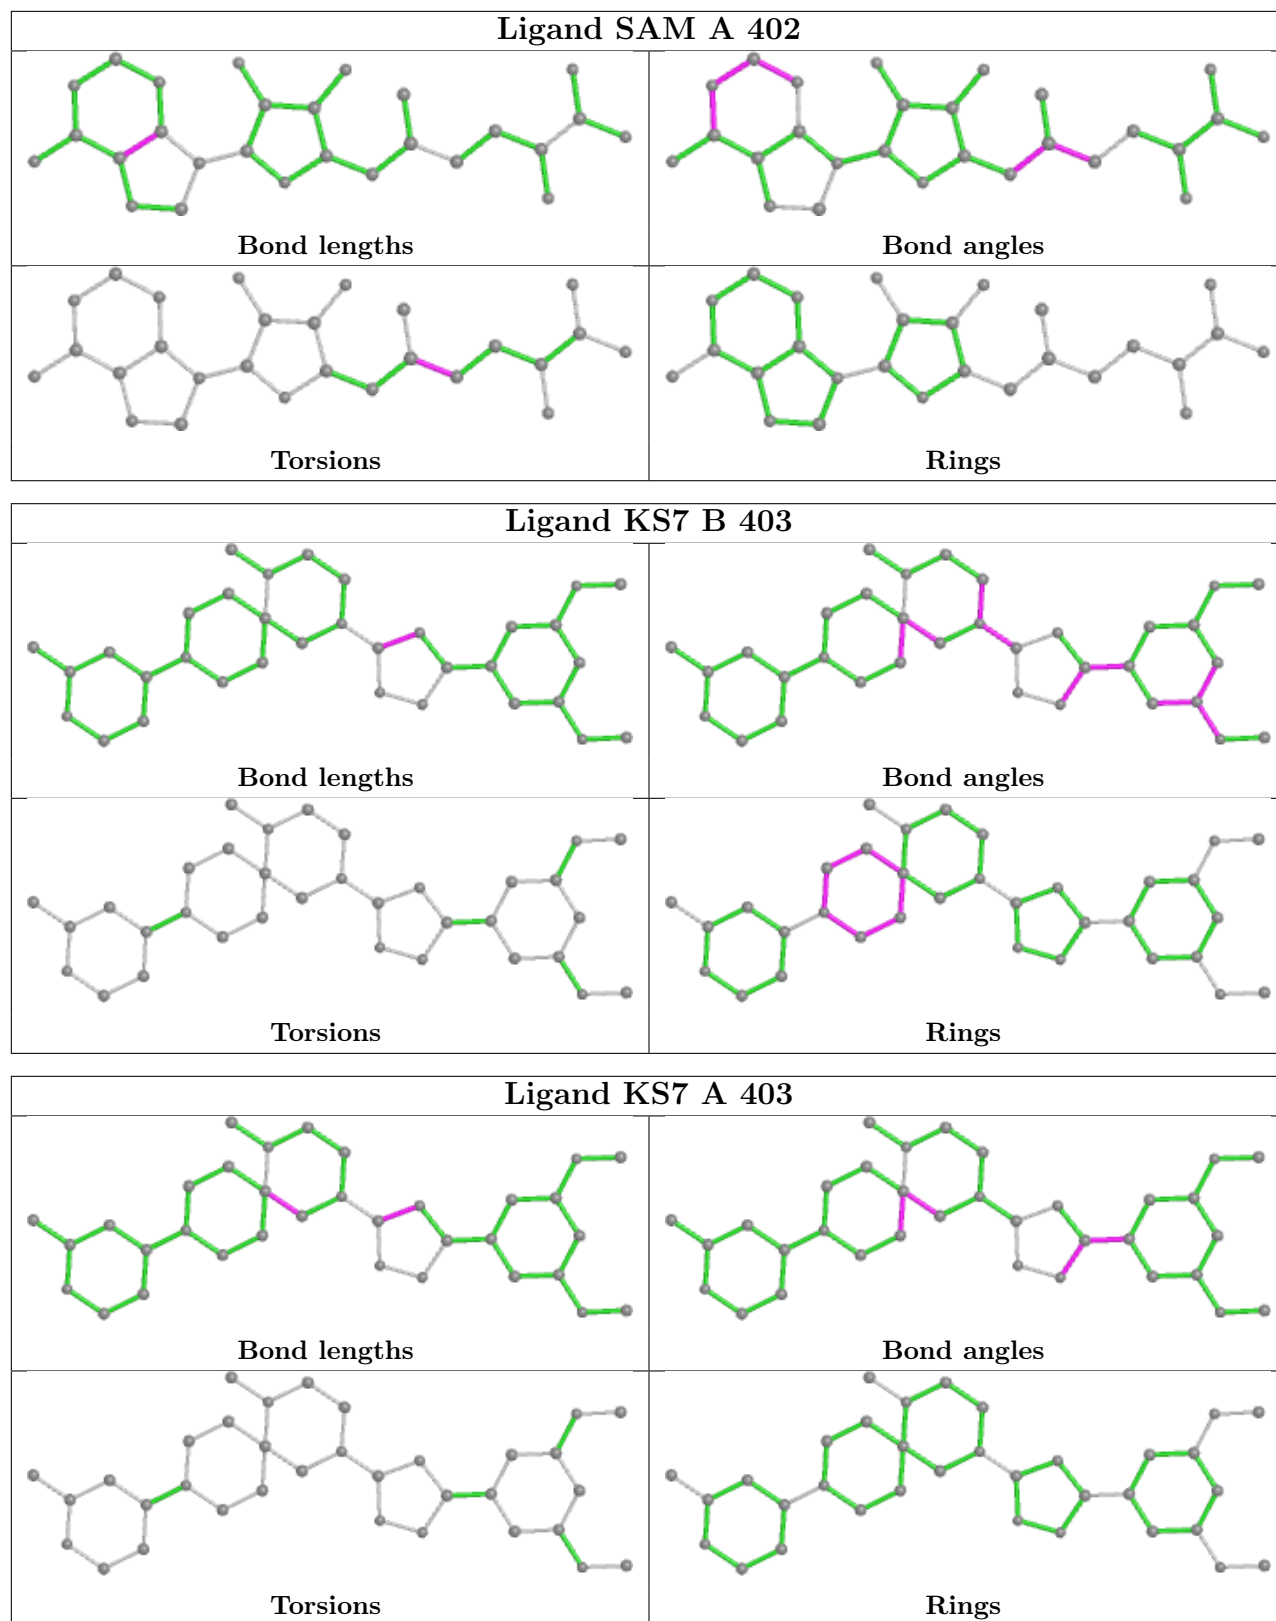 Ligand SAM A 402
Bond lengths
Bond angles
Torsions
Rings
Ligand KS7 B 403
Bond lengths
Bond angles
Torsions
Rings
Ligand KS7 A 403
Bond lengths
Bond angles
Torsions
Rings